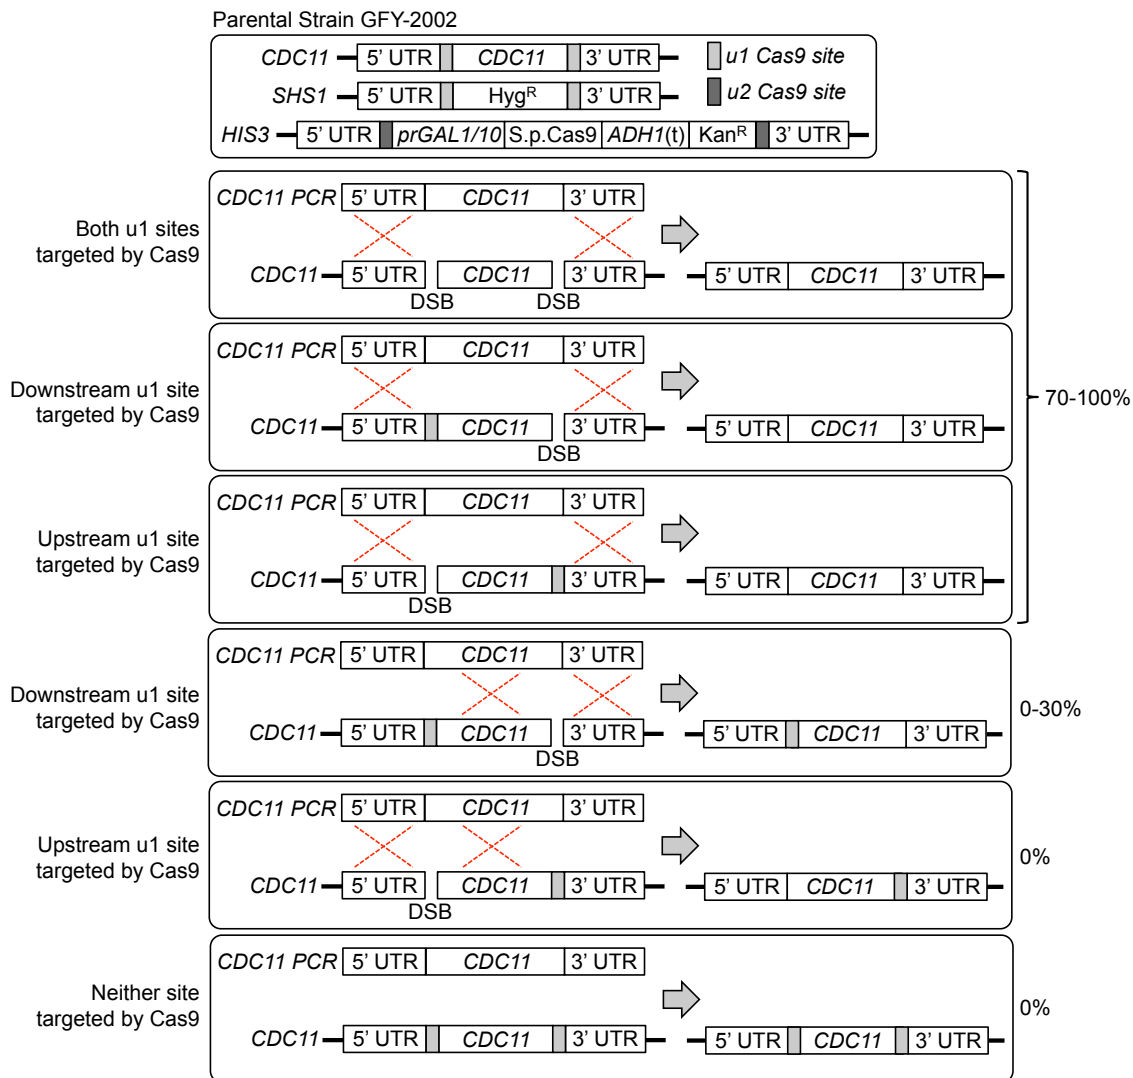 Parental Strain GFY-2002
CDC11 5’ UTR CDC11 3’ UTR u1 Cas9 site
SHS1 5’ UTR HygR 3’ UTR u2 Cas9 site
HIS3 5’ UTR prGAL1/10 S.p.Cas9 ADH1(t) KanR 3’ UTR
CDC11 PCR 5’ UTR CDC11 3’ UTR
Both u1 sites
targeted by Cas9
CDC11 5’ UTR CDC11 3’ UTR 5’ UTR CDC11 3’ UTR
DSB DSB
CDC11 PCR 5’ UTR CDC11 3’ UTR
Downstream u1 site
targeted by Cas9
70-100%
CDC11 5’ UTR CDC11 3’ UTR 5’ UTR CDC11 3’ UTR
DSB
CDC11 PCR 5’ UTR CDC11 3’ UTR
Upstream u1 site
targeted by Cas9
CDC11 5’ UTR CDC11 3’ UTR 5’ UTR CDC11 3’ UTR
DSB
CDC11 PCR 5’ UTR CDC11 3’ UTR
Downstream u1 site
targeted by Cas9
0-30%
CDC11 5’ UTR CDC11 3’ UTR 5’ UTR CDC11 3’ UTR
DSB
CDC11 PCR 5’ UTR CDC11 3’ UTR
Upstream u1 site
targeted by Cas9
0%
CDC11 5’ UTR CDC11 3’ UTR 5’ UTR CDC11 3’ UTR
DSB
CDC11 PCR 5’ UTR CDC11 3’ UTR
Neither site
targeted by Cas9
0%
CDC11 5’ UTR CDC11 3’ UTR 5’ UTR CDC11 3’ UTR